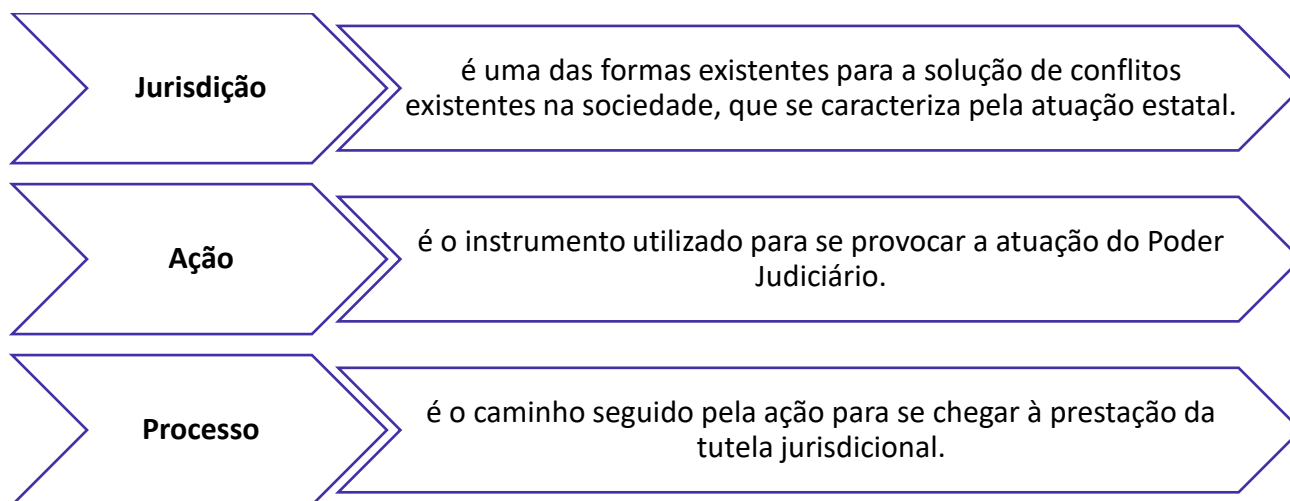 Jurisdição
é uma das formas existentes para a solução de conflitos
existentes na sociedade, que se caracteriza pela atuação estatal.
Ação
é o instrumento utilizado para se provocar a atuação do Poder
Judiciário.
Processo
é o caminho seguido pela ação para se chegar à prestação da
tutela jurisdicional.